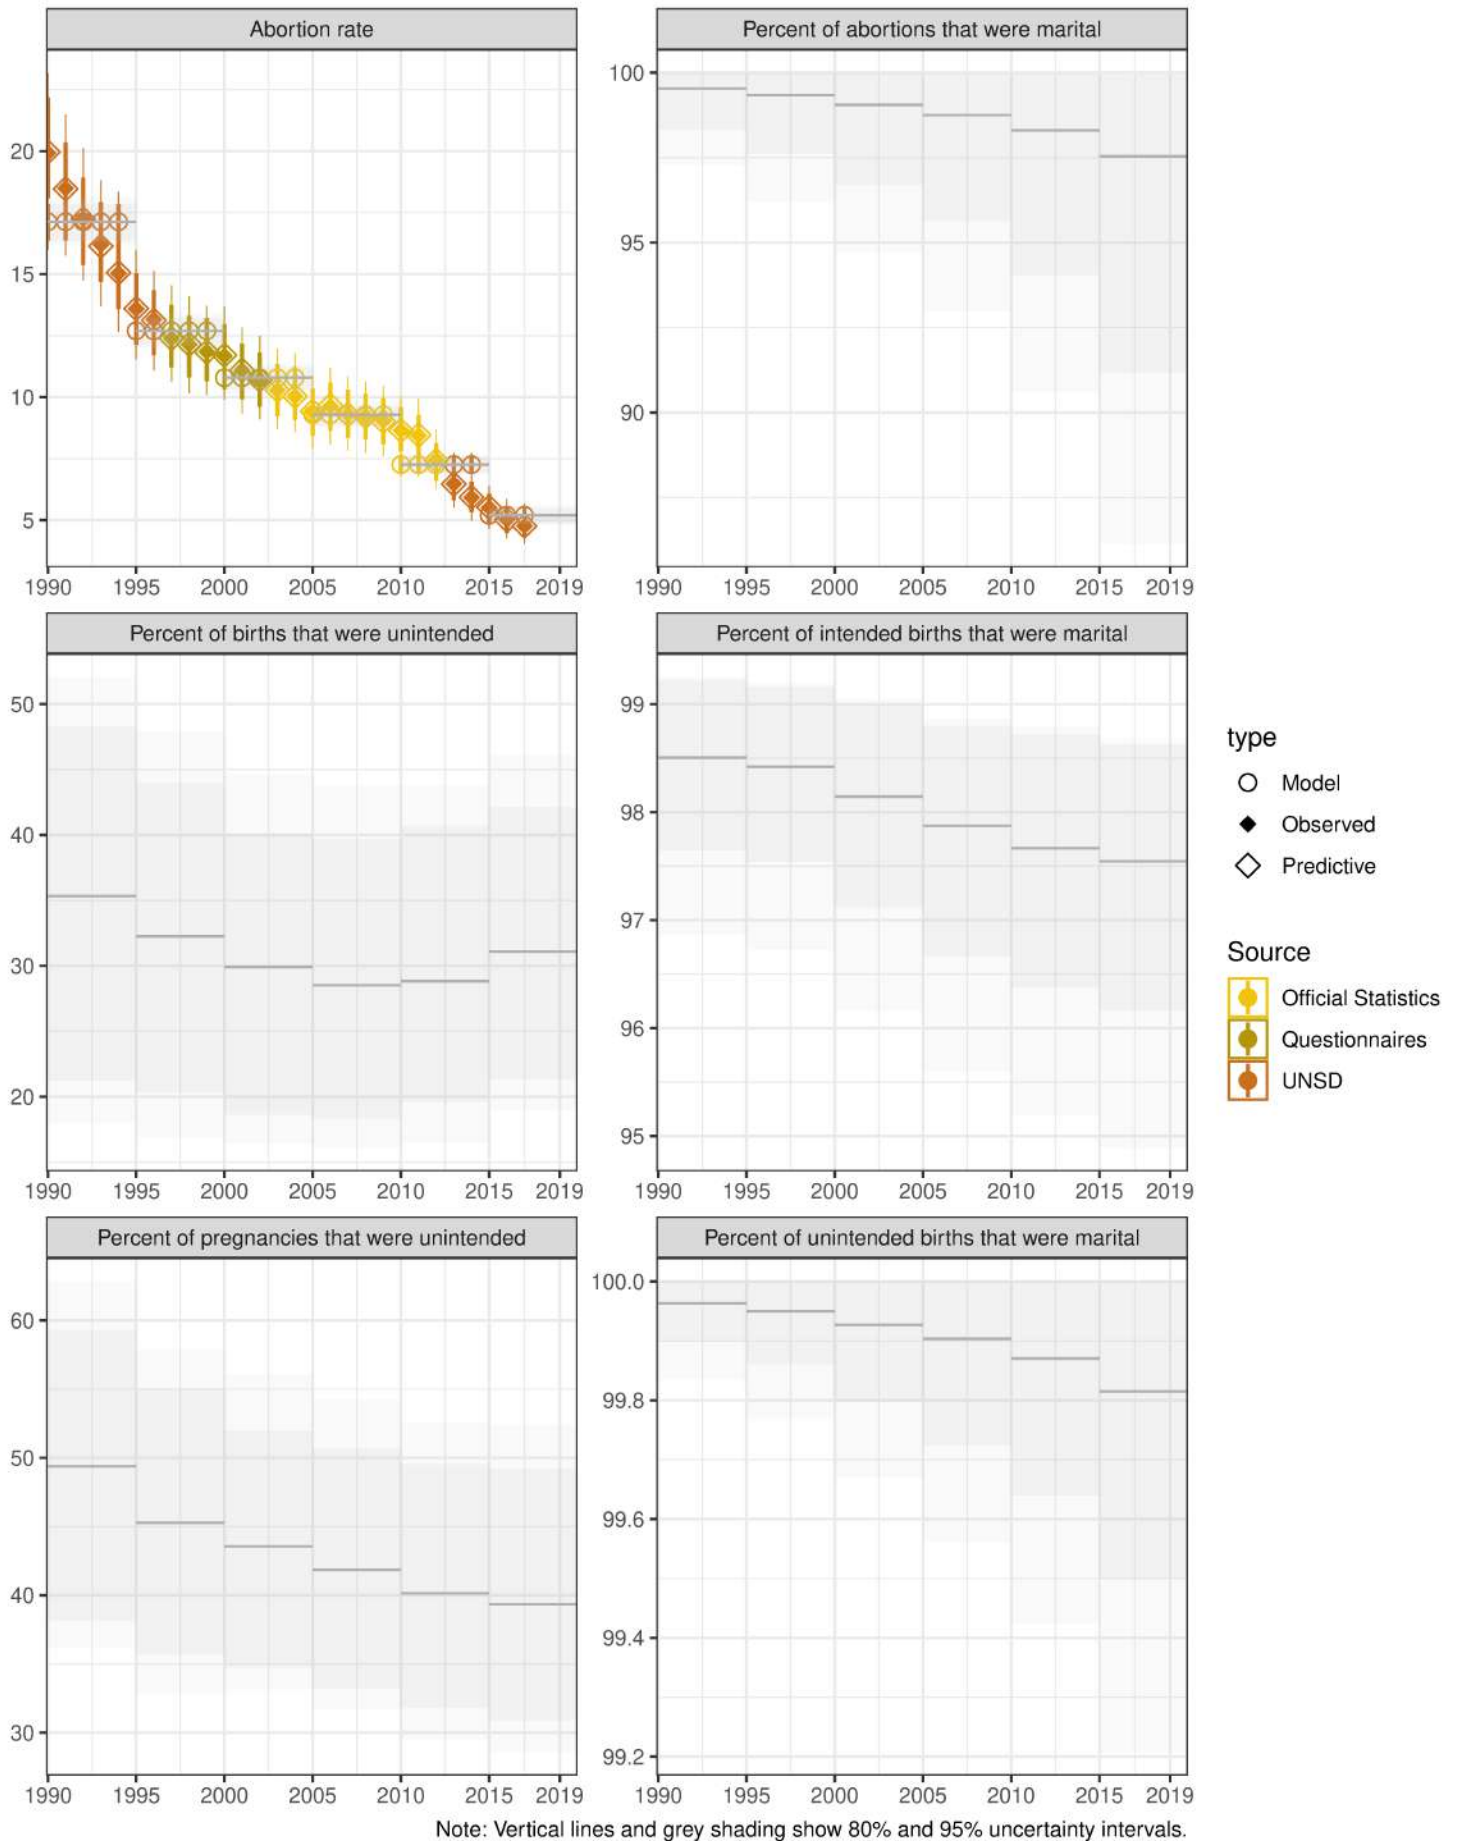 Abortion rate
20
15
10
5
1990 1995 2000 2005 2010 2015 2019
Percent of abortions that were marital
100
95
90
1990 1995 2000 2005 2010 2015 2019
Percent of births that were unintended
50
40
30
20
1990 1995 2000 2005 2010 2015 2019
Percent of intended births that were marital
99
98
97
96
95
1990 1995 2000 2005 2010 2015 2019
Percent of pregnancies that were unintended
60
50
40
30
1990 1995 2000 2005 2010 2015 2019
Percent of unintended births that were marital
100.0
99.8
99.6
99.4
99.2
1990 1995 2000 2005 2010 2015 2019
type
Model
Observed
Predictive
Source
Official Statistics
Questionnaires
UNSD
Note: Vertical lines and grey shading show 80% and 95% uncertainty intervals.